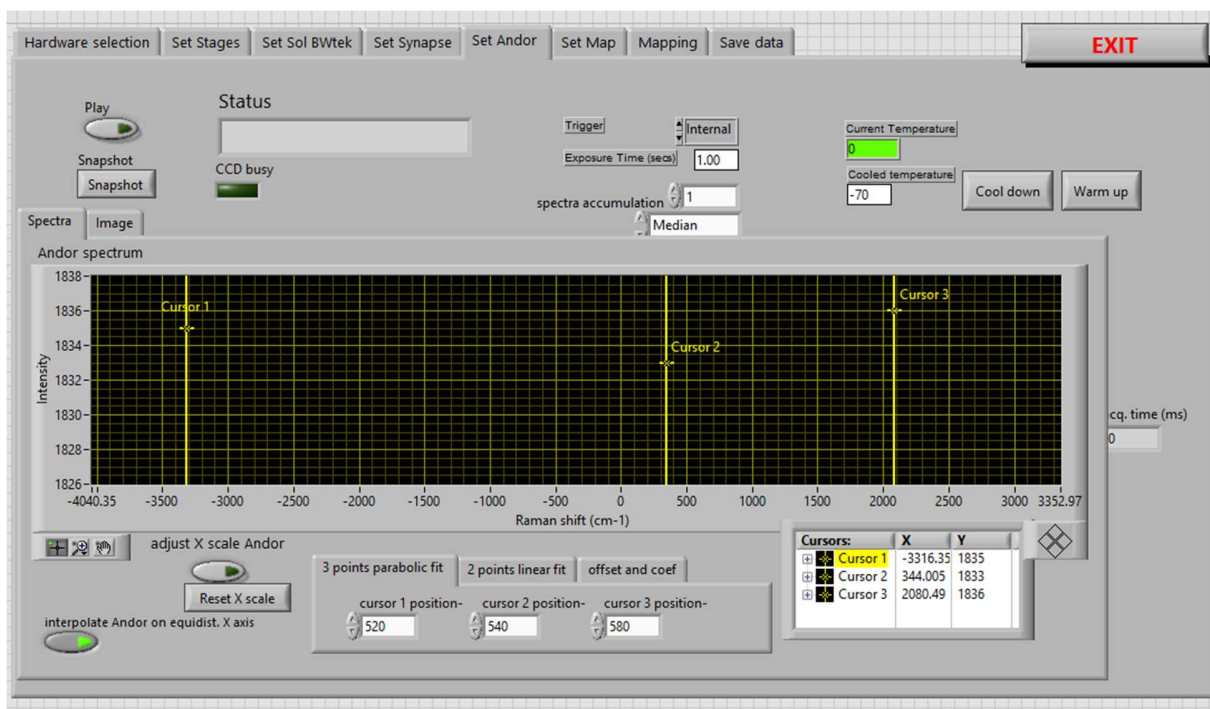 Hardware selection Set Stages Set Sol BWtek Set Synapse Set Andor Set Map Mapping Save data EXIT
Play
Status
Trigger Internal
Current Temperature
0
Snapshot
Snapshot
CCD busy
Exposure Time (secs) 1.00
Cooled temperature
-70
Cool down Warm up
spectra accumulation 1
Median
Spectra Image
Andor spectrum
1838
1836
1834
1832
1830
1828
1826
Intensity
Cursor 1
Cursor 2
Cursor 3
-4040.35 -3500 -3000 -2500 -2000 -1500 -1000 -500 0 500 1000 1500 2000 2500 3000 3352.97
Raman shift (cm-1)
cq. time (ms)
0
adjust X scale Andor
Reset X scale
interpolate Andor on equidist. X axis
3 points parabolic fit 2 points linear fit offset and coef
cursor 1 position- cursor 2 position- cursor 3 position-
520 540 580
Cursors: X Y
Cursor 1 -3316.35 1835
Cursor 2 344.005 1833
Cursor 3 2080.49 1836